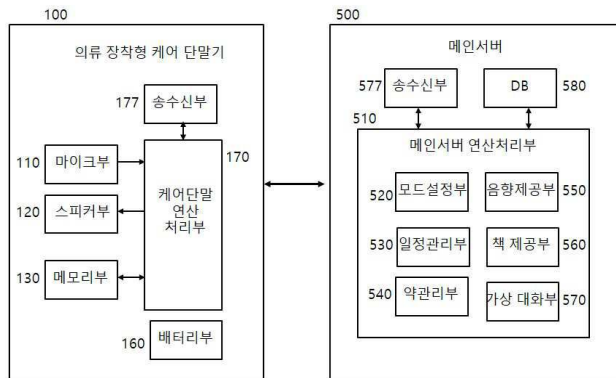 100
의류 장착형 케어 단말기
177
송수신부
110
마이크부
170
케어단말
연산
처리부
120
스피커부
130
메모리부
160
배터리부
500
메인서버
577
송수신부
DB
580
510
메인서버 연산처리부
520
모드설정부
음향제공부
550
530
일정관리부
책 제공부
560
540
약관리부
가상 대화부
570